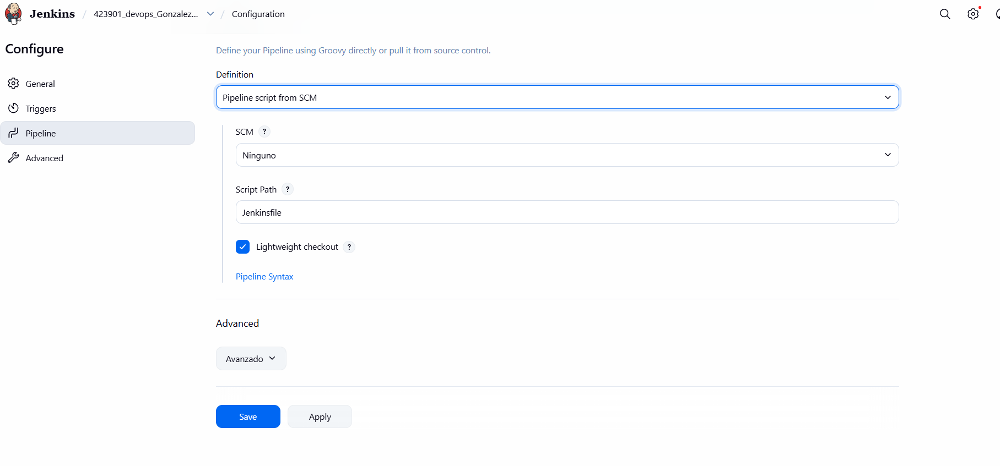 Jenkins / 423901_devops_Gonzalez... / Configuration
Configure
General
Triggers
Pipeline
Advanced
Define your Pipeline using Groovy directly or pull it from source control.
Definition
Pipeline script from SCM
SCM ?
Ninguno
Script Path ?
Jenkinsfile
Lightweight checkout ?
Pipeline Syntax
Advanced
Avanzado
Save
Apply